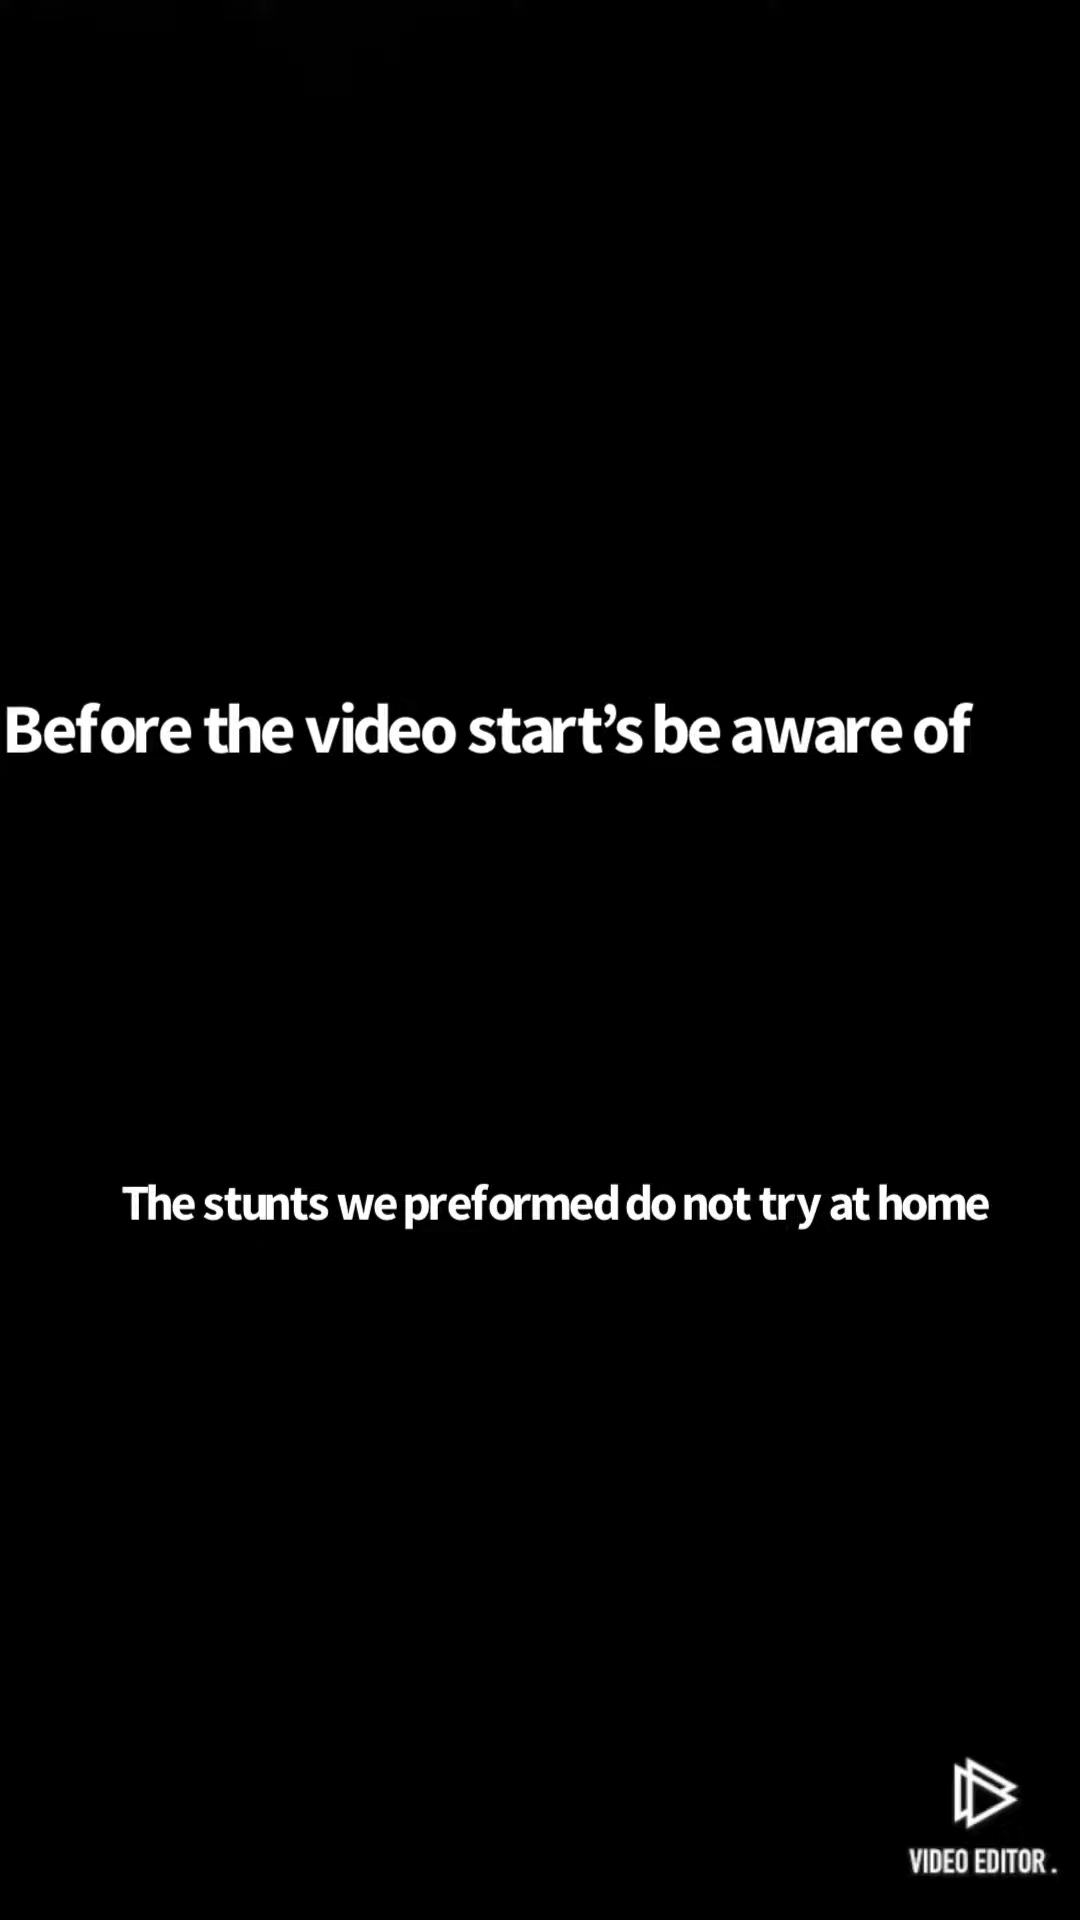 Before the video start’s be aware of
The stunts we preformed do not try at home
VIDEO EDITOR .